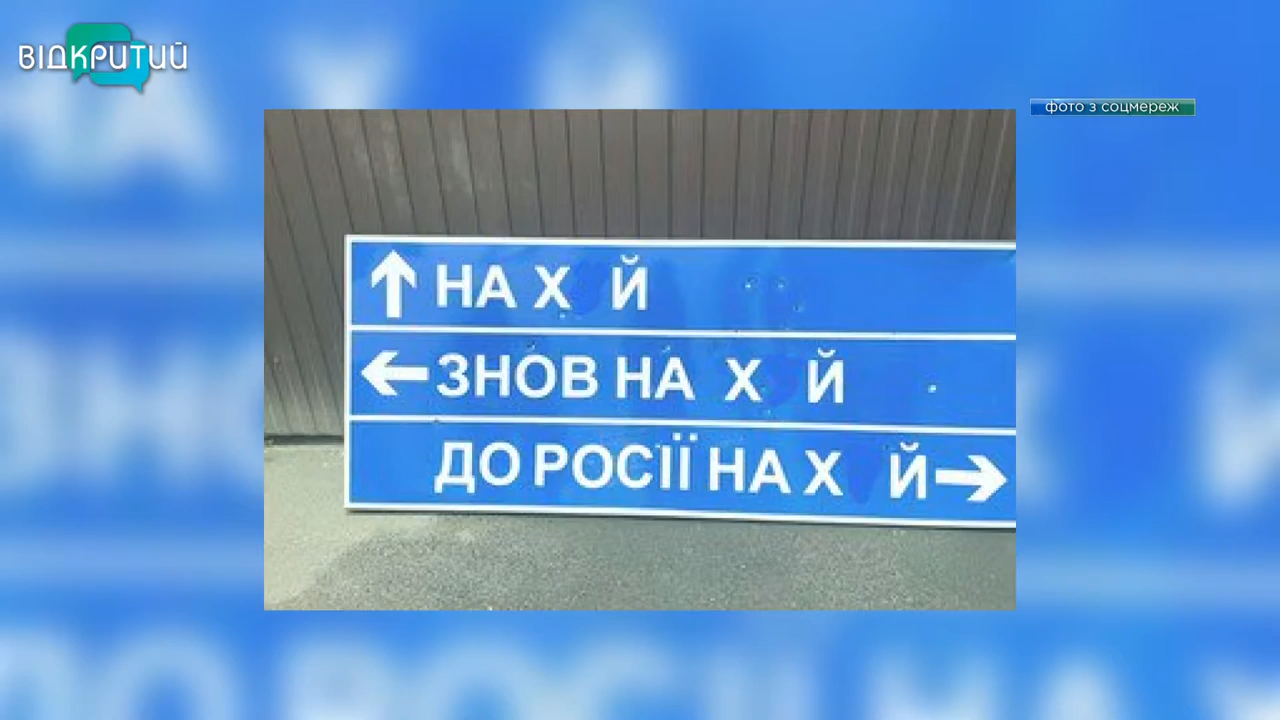 ВІДКРИТИЙ
фото з соцмереж
НА Х Й
ЗНОВ НА Х Й
ДО РОСІЇ НА Х Й